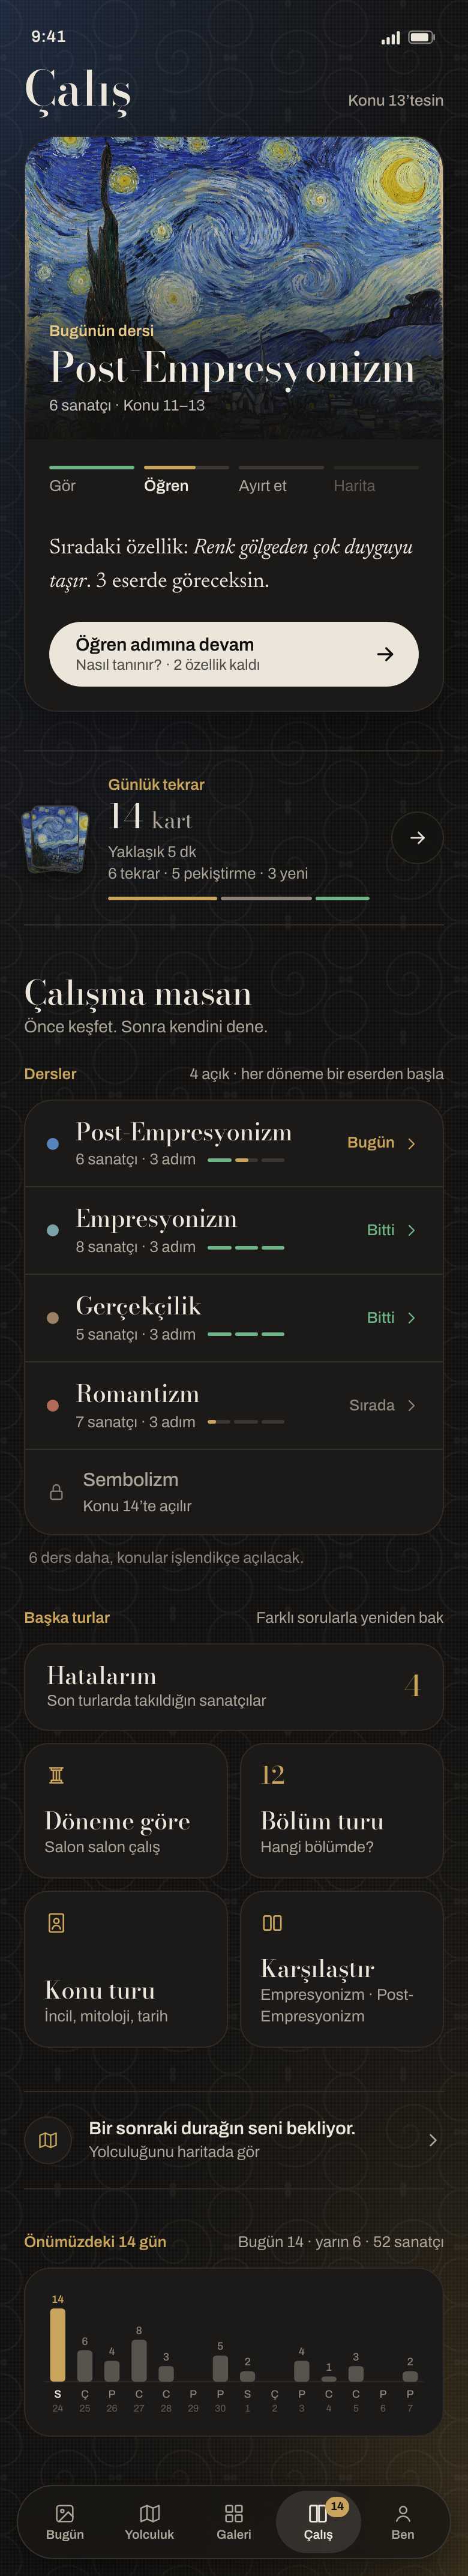 9:41
Çalış
Konu 13’tesin
Bugünün dersi
Post-Empresyonizm
6 sanatçı · Konu 11–13
Gör
Öğren
Ayırt et
Harita
Sıradaki özellik: Renk gölgeden çok duyguyu
taşır. 3 eserde göreceksin.
Öğren adımına devam
Nasıl tanınır? · 2 özellik kaldı
Günlük tekrar
14 kart
Yaklaşık 5 dk
6 tekrar · 5 pekiştirme · 3 yeni
Çalışma masan
Önce keşfet. Sonra kendini dene.
Dersler
4 açık · her döneme bir eserden başla
Post-Empresyonizm
6 sanatçı · 3 adım
Bugün
Empresyonizm
8 sanatçı · 3 adım
Bitti
Gerçekçilik
5 sanatçı · 3 adım
Bitti
Romantizm
7 sanatçı · 3 adım
Sırada
Sembolizm
Konu 14’te açılır
6 ders daha, konular işlendikçe açılacak.
Başka turlar
Farklı sorularla yeniden bak
Hatalarım
Son turlarda takıldığın sanatçılar
4
Döneme göre
Salon salon çalış
12
Bölüm turu
Hangi bölümde?
Konu turu
İncil, mitoloji, tarih
Karşılaştır
Empresyonizm · Post-
Empresyonizm
Bir sonraki durağın seni bekliyor.
Yolculuğunu haritada gör
Önümüzdeki 14 gün
Bugün 14 · yarın 6 · 52 sanatçı
14 6 4 8 3 5 2 4 1 3 2
S Ç P C C P P S Ç P C C P P
24 25 26 27 28 29 30 1 2 3 4 5 6 7
14
Bugün
Yolculuk
Galeri
Çalış
Ben